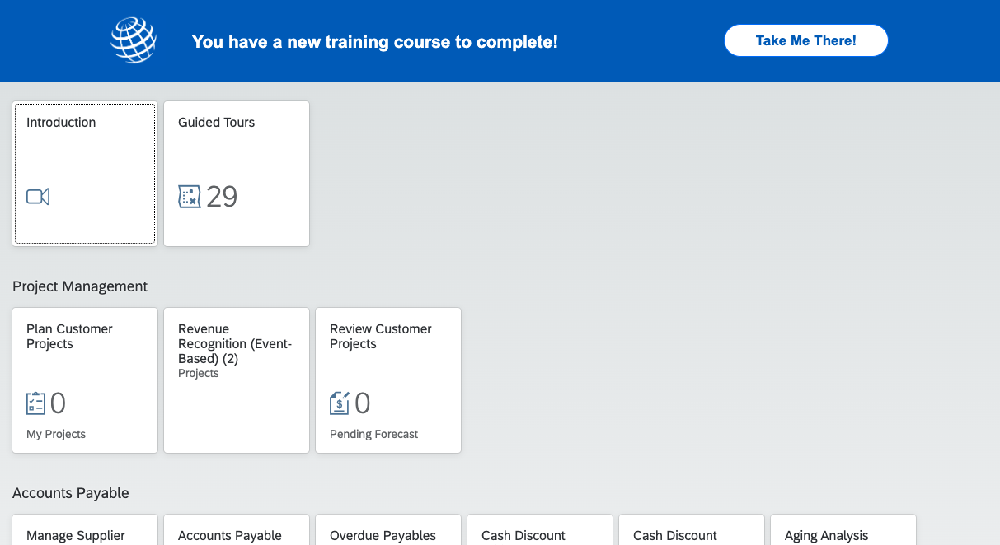 You have a new training course to complete!
Take Me There!
Introduction
Guided Tours
29
Project Management
Plan Customer
Projects
0
My Projects
Revenue
Recognition (Event-
Based) (2)
Projects
Review Customer
Projects
$
0
Pending Forecast
Accounts Payable
Manage Supplier
Accounts Payable
Overdue Payables
Cash Discount
Cash Discount
Aging Analysis